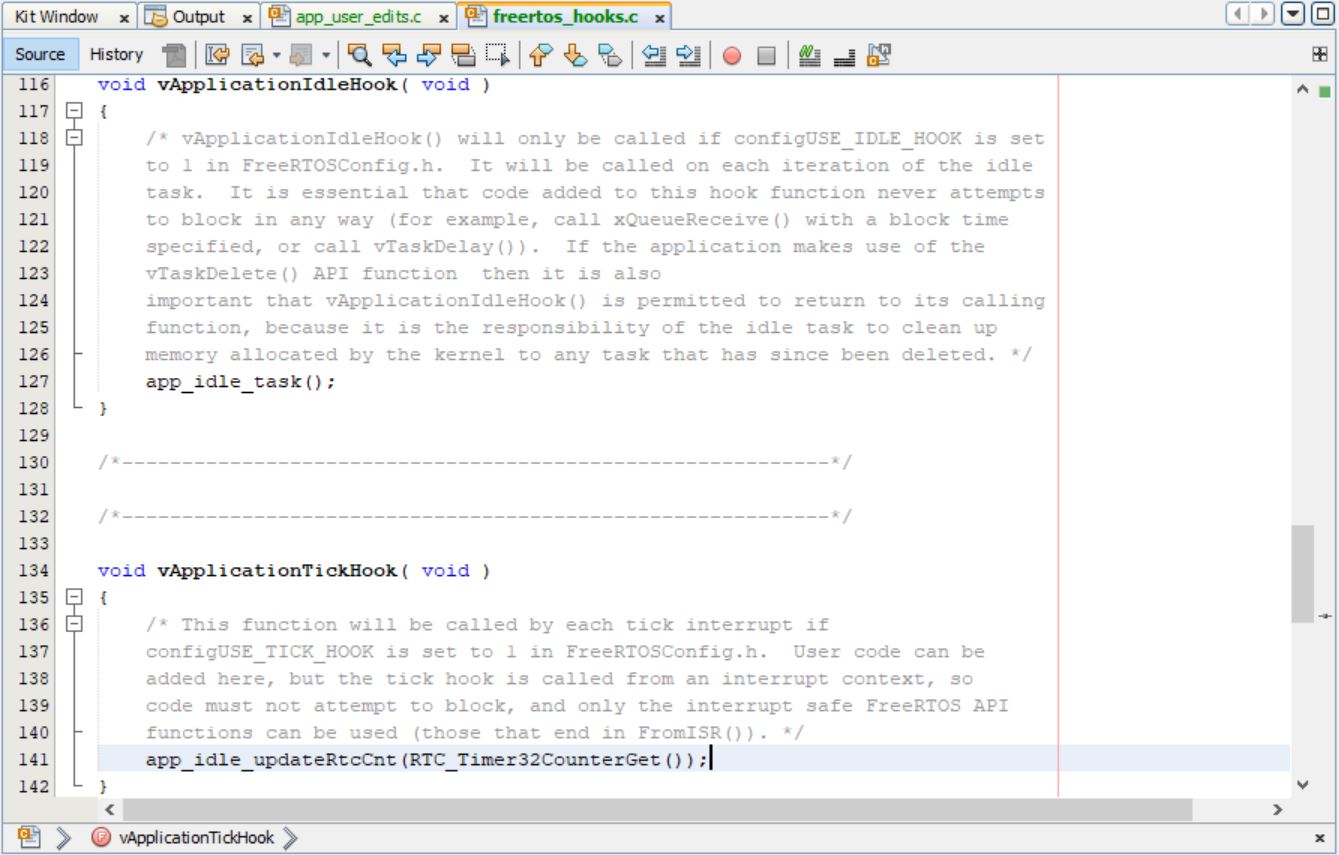 Kit Window x Output x app_user_edits.c x freertos_hooks.c x
Source History
116 void vApplicationIdleHook( void )
117 {
118 /* vApplicationIdleHook() will only be called if configUSE_IDLE_HOOK is set
119 to 1 in FreeRTOSConfig.h.  It will be called on each iteration of the idle
120 task.  It is essential that code added to this hook function never attempts
121 to block in any way (for example, call xQueueReceive() with a block time
122 specified, or call vTaskDelay()).  If the application makes use of the
123 vTaskDelete() API function  then it is also
124 important that vApplicationIdleHook() is permitted to return to its calling
125 function, because it is the responsibility of the idle task to clean up
126 memory allocated by the kernel to any task that has since been deleted. */
127 app_idle_task();
128 }
129
130 /*-----------------------------------------------------------*/
131
132 /*-----------------------------------------------------------*/
133
134 void vApplicationTickHook( void )
135 {
136 /* This function will be called by each tick interrupt if
137 configUSE_TICK_HOOK is set to 1 in FreeRTOSConfig.h.  User code can be
138 added here, but the tick hook is called from an interrupt context, so
139 code must not attempt to block, and only the interrupt safe FreeRTOS API
140 functions can be used (those that end in FromISR()). */
141 app_idle_updateRtcCnt(RTC_Timer32CounterGet());
142 }
vApplicationTickHook x